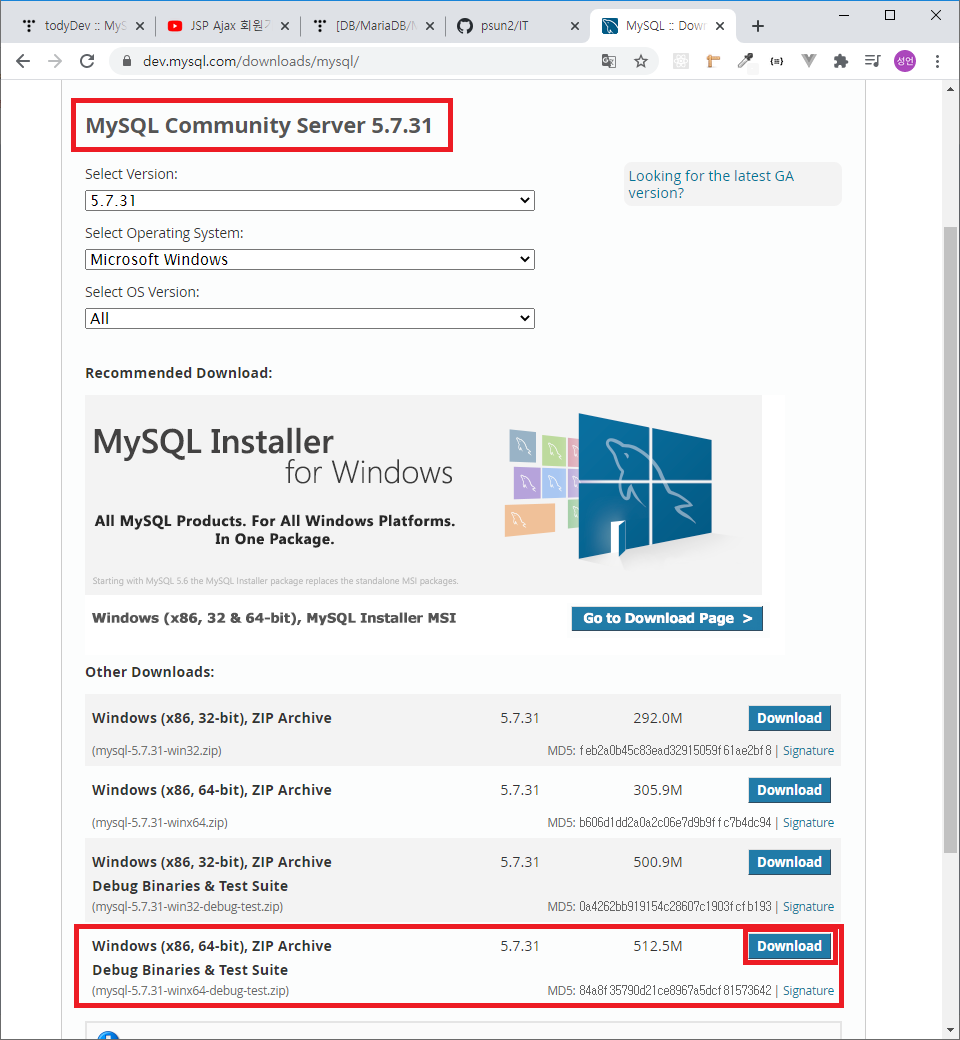 todyDev :: MyS
JSP Ajax 회원가
[DB/MariaDB/M
psun2/IT
MySQL :: Down
dev.mysql.com/downloads/mysql/
성언
MySQL Community Server 5.7.31
Select Version:
5.7.31
Looking for the latest GA
version?
Select Operating System:
Microsoft Windows
Select OS Version:
All
Recommended Download:
MySQL Installer
for Windows
All MySQL Products. For All Windows Platforms.
In One Package.
Starting with MySQL 5.6 the MySQL Installer package replaces the standalone MSI packages.
Windows (x86, 32 & 64-bit), MySQL Installer MSI Go to Download Page >
Other Downloads:
Windows (x86, 32-bit), ZIP Archive 5.7.31 292.0M Download
(mysql-5.7.31-win32.zip) MD5: feb2a0b45c83ead32915059f61ae2bf8 | Signature
Windows (x86, 64-bit), ZIP Archive 5.7.31 305.9M Download
(mysql-5.7.31-winx64.zip) MD5: b606d1dd2a0a2c06e7d9b9ffc7b4dc94 | Signature
Windows (x86, 32-bit), ZIP Archive 5.7.31 500.9M Download
Debug Binaries & Test Suite
(mysql-5.7.31-win32-debug-test.zip) MD5: 0a4262bb919154c28607c1903fcfb193 | Signature
Windows (x86, 64-bit), ZIP Archive 5.7.31 512.5M Download
Debug Binaries & Test Suite
(mysql-5.7.31-winx64-debug-test.zip) MD5: 84a8f35790d21ce8967a5dcf81573642 | Signature